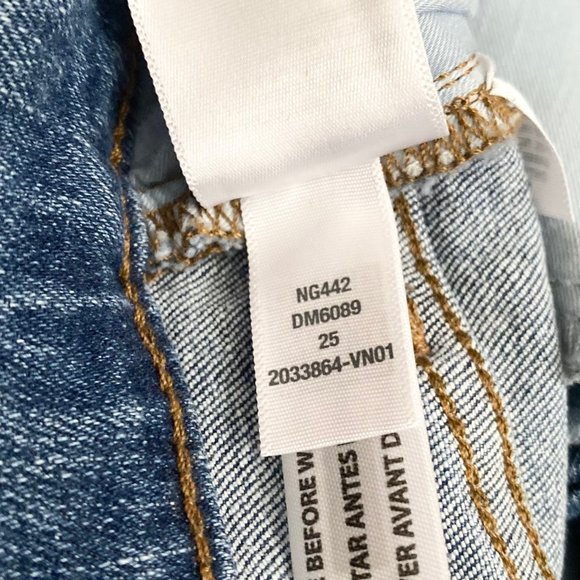 NG442
DM6089
25
2033864-VN01
BEFORE W
TAR ANTES
ER AVANT D